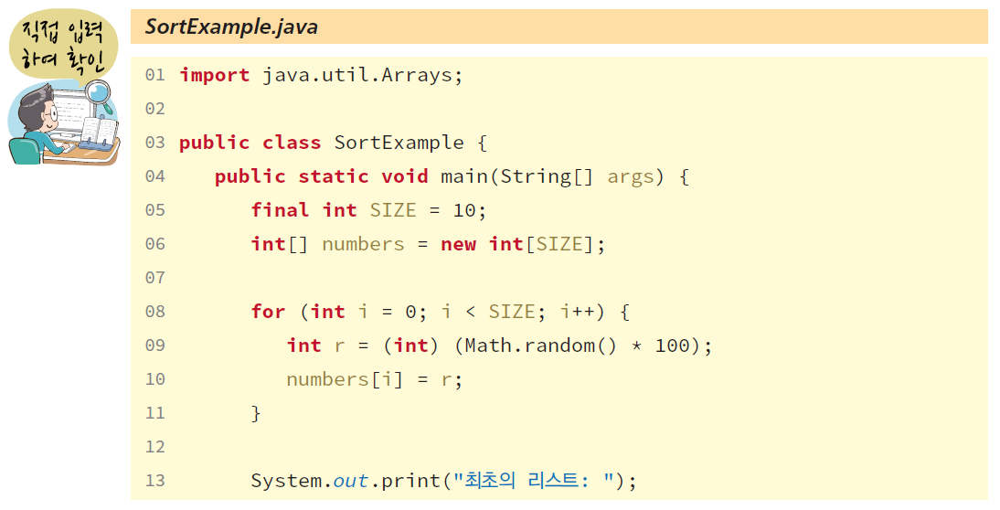 직접 입력
하여 확인
SortExample.java
01 import java.util.Arrays;
02
03 public class SortExample {
04    public static void main(String[] args) {
05       final int SIZE = 10;
06       int[] numbers = new int[SIZE];
07
08       for (int i = 0; i < SIZE; i++) {
09          int r = (int) (Math.random() * 100);
10          numbers[i] = r;
11       }
12
13       System.out.print("최초의 리스트: ");